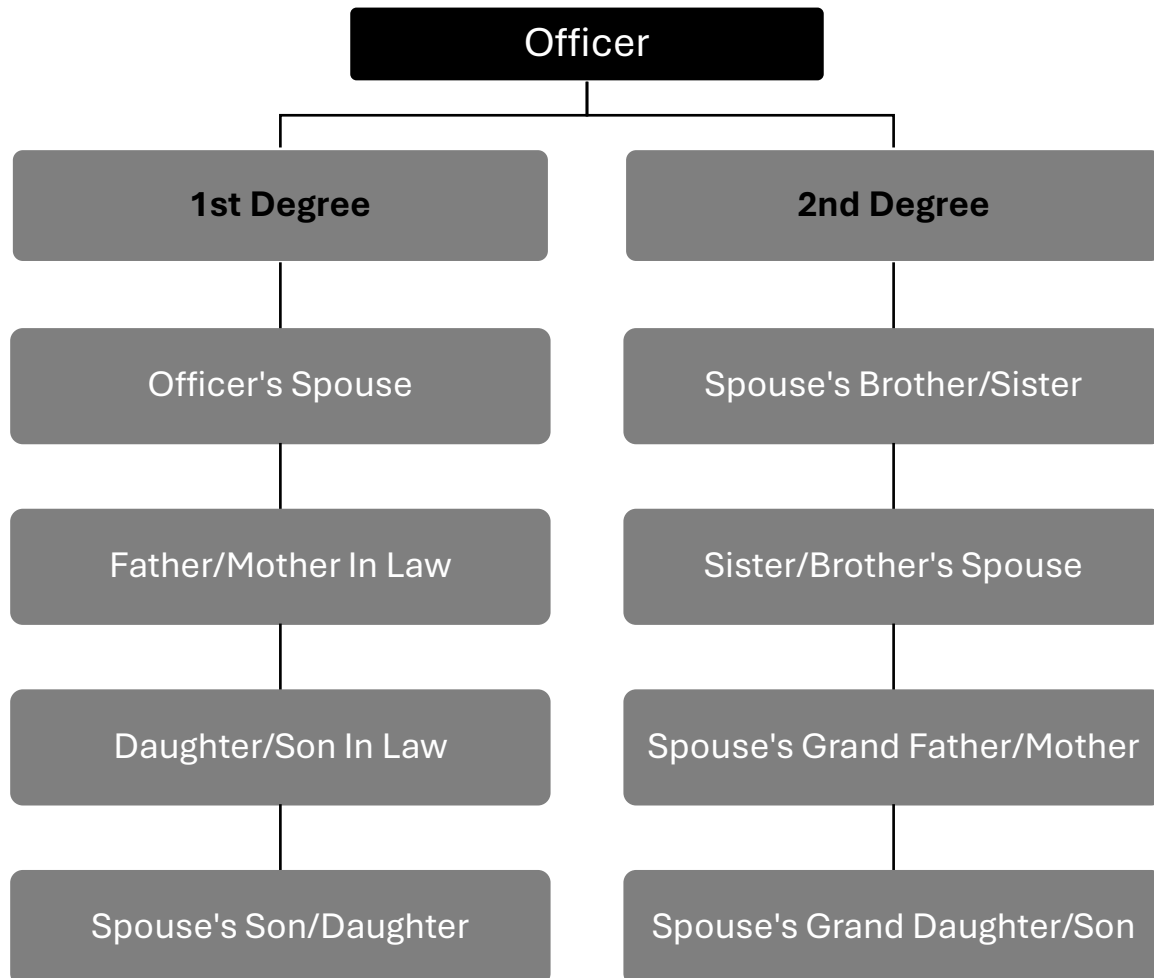 Officer
1st Degree
2nd Degree
Officer's Spouse
Spouse's Brother/Sister
Father/Mother In Law
Sister/Brother's Spouse
Daughter/Son In Law
Spouse's Grand Father/Mother
Spouse's Son/Daughter
Spouse's Grand Daughter/Son